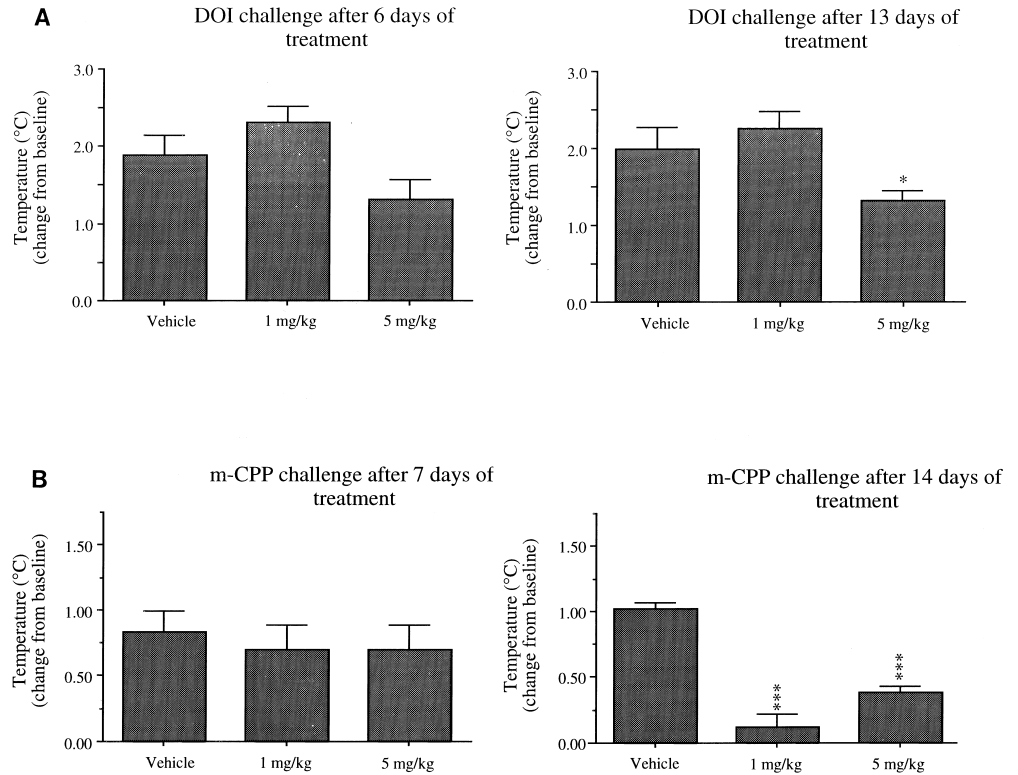 A
DOI challenge after 6 days of
treatment
Temperature (°C)
(change from baseline)
3.0
2.0
1.0
0.0
Vehicle
1 mg/kg
5 mg/kg
DOI challenge after 13 days of
treatment
Temperature (°C)
(change from baseline)
3.0
2.0
1.0
0.0
*
Vehicle
1 mg/kg
5 mg/kg
B
m-CPP challenge after 7 days of
treatment
Temperature (°C)
(change from baseline)
1.50
1.00
0.50
0.00
Vehicle
1 mg/kg
5 mg/kg
m-CPP challenge after 14 days of
treatment
Temperature (°C)
(change from baseline)
1.50
1.00
0.50
0.00
***
***
Vehicle
1 mg/kg
5 mg/kg